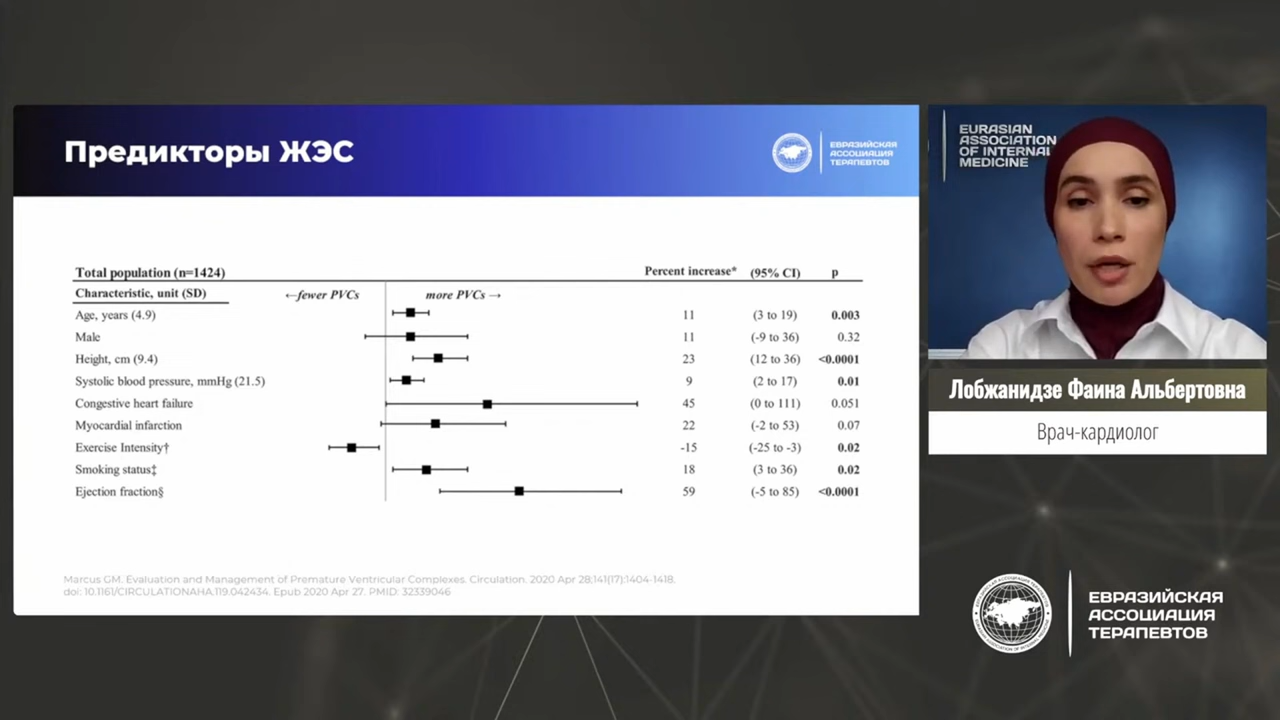 Предикторы ЖЭС
ЕВРАЗИЙСКАЯ
АССОЦИАЦИЯ
ТЕРАПЕВТОВ
Total population (n=1424) Percent increase* (95% CI) p
Characteristic, unit (SD) ←fewer PVCs more PVCs→
Age, years (4.9) 11 (3 to 19) 0.003
Male 11 (-9 to 36) 0.32
Height, cm (9.4) 23 (12 to 36) <0.0001
Systolic blood pressure, mmHg (21.5) 9 (2 to 17) 0.01
Congestive heart failure 45 (0 to 111) 0.051
Myocardial infarction 22 (-2 to 53) 0.07
Exercise Intensity† -15 (-25 to -3) 0.02
Smoking status‡ 18 (3 to 36) 0.02
Ejection fraction§ 59 (-5 to 85) <0.0001
Marcus GM. Evaluation and Management of Premature Ventricular Complexes. Circulation. 2020 Apr 28;141(17):1404-1418.
doi: 10.1161/CIRCULATIONAHA.119.042434. Epub 2020 Apr 27. PMID: 32339046
EURASIAN
ASSOCIATION
OF INTERNAL
MEDICINE
Лобжанидзе Фаина Альбертовна
Врач-кардиолог
ЕВРАЗИЙСКАЯ
АССОЦИАЦИЯ
ТЕРАПЕВТОВ